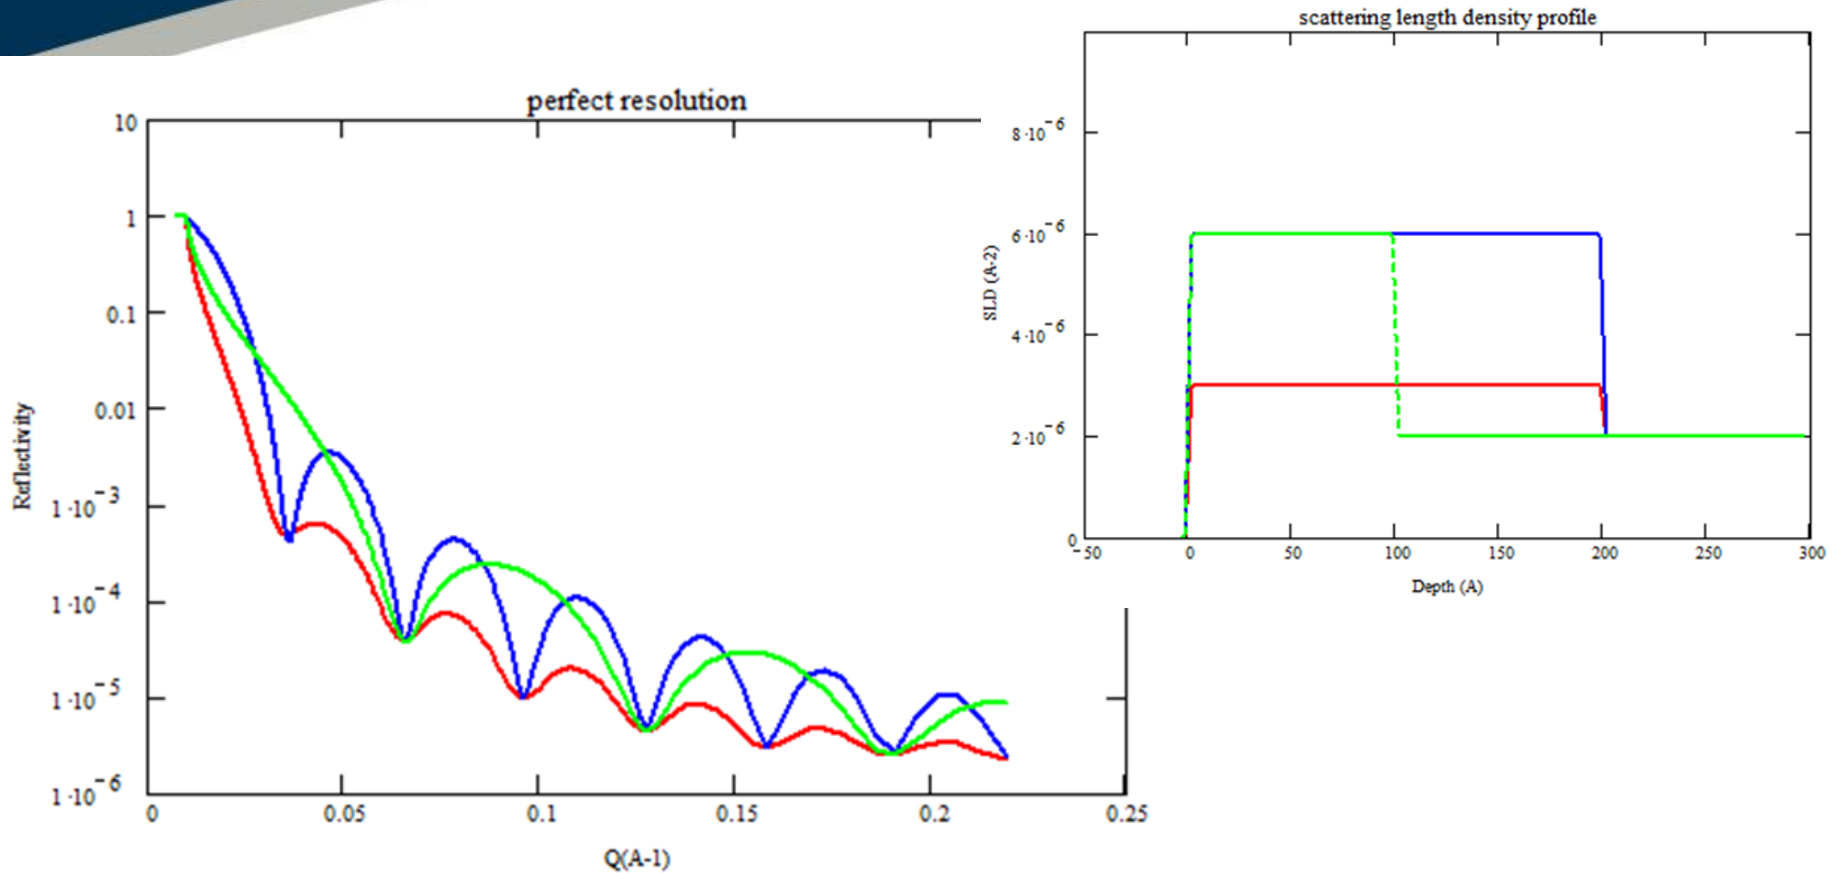 perfect resolution
10
1
0.1
0.01
1·10⁻³
1·10⁻⁴
1·10⁻⁵
1·10⁻⁶
Reflectivity
0 0.05 0.1 0.15 0.2 0.25
Q(A-1)
scattering length density profile
8·10⁻⁶
6·10⁻⁶
4·10⁻⁶
2·10⁻⁶
0
SLD (A-2)
-50 0 50 100 150 200 250 300
Depth (A)